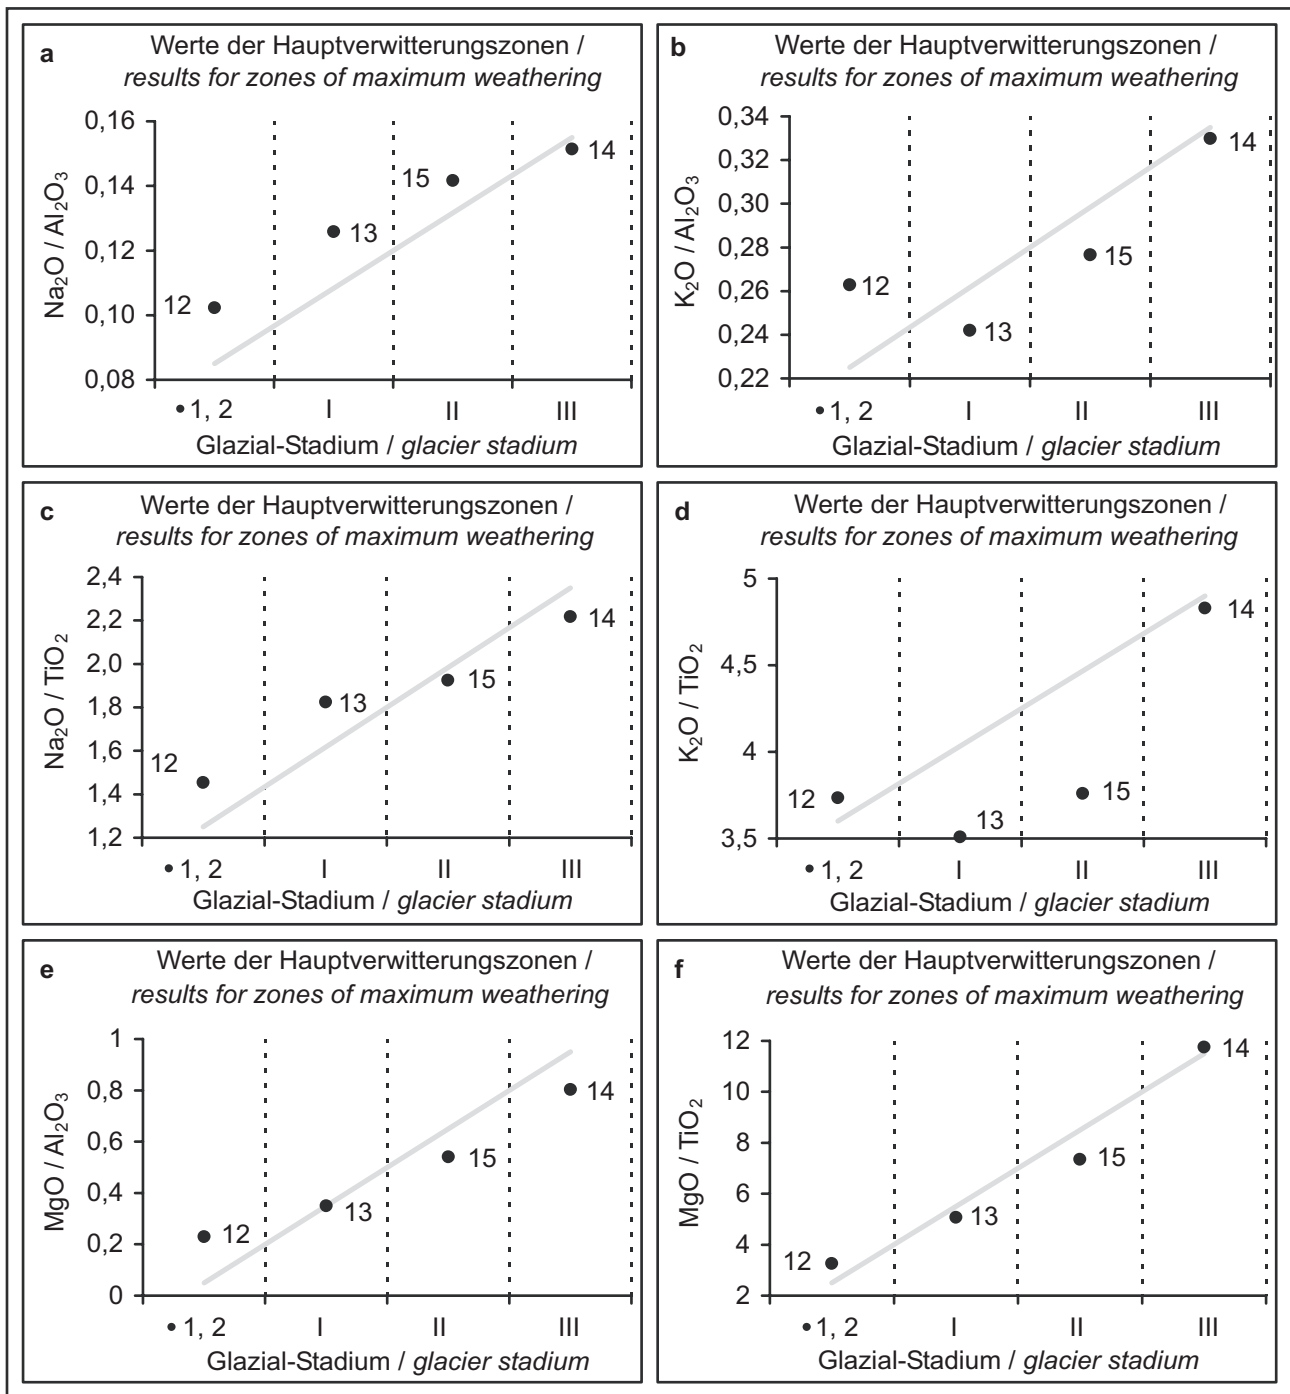 a
Werte der Hauptverwitterungszonen /
results for zones of maximum weathering
Na₂O / Al₂O₃
0,16
0,14
0,12
0,10
0,08
12
13
15
14
•1, 2 I II III
Glazial-Stadium / glacier stadium
b
Werte der Hauptverwitterungszonen /
results for zones of maximum weathering
K₂O / Al₂O₃
0,34
0,32
0,30
0,28
0,26
0,24
0,22
12
13
15
14
•1, 2 I II III
Glazial-Stadium / glacier stadium
c
Werte der Hauptverwitterungszonen /
results for zones of maximum weathering
Na₂O / TiO₂
2,4
2,2
2,0
1,8
1,6
1,4
1,2
12
13
15
14
•1, 2 I II III
Glazial-Stadium / glacier stadium
d
Werte der Hauptverwitterungszonen /
results for zones of maximum weathering
K₂O / TiO₂
5
4,5
4
3,5
12
13
15
14
•1, 2 I II III
Glazial-Stadium / glacier stadium
e
Werte der Hauptverwitterungszonen /
results for zones of maximum weathering
MgO / Al₂O₃
1
0,8
0,6
0,4
0,2
0
12
13
15
14
•1, 2 I II III
Glazial-Stadium / glacier stadium
f
Werte der Hauptverwitterungszonen /
results for zones of maximum weathering
MgO / TiO₂
12
10
8
6
4
2
12
13
15
14
•1, 2 I II III
Glazial-Stadium / glacier stadium